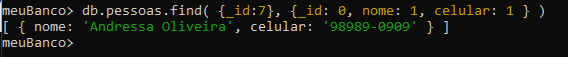 meuBanco> db.pessoas.find( {_id:7}, {_id: 0, nome: 1, celular: 1 } )
[ { nome: 'Andressa Oliveira', celular: '98989-0909' } ]
meuBanco>